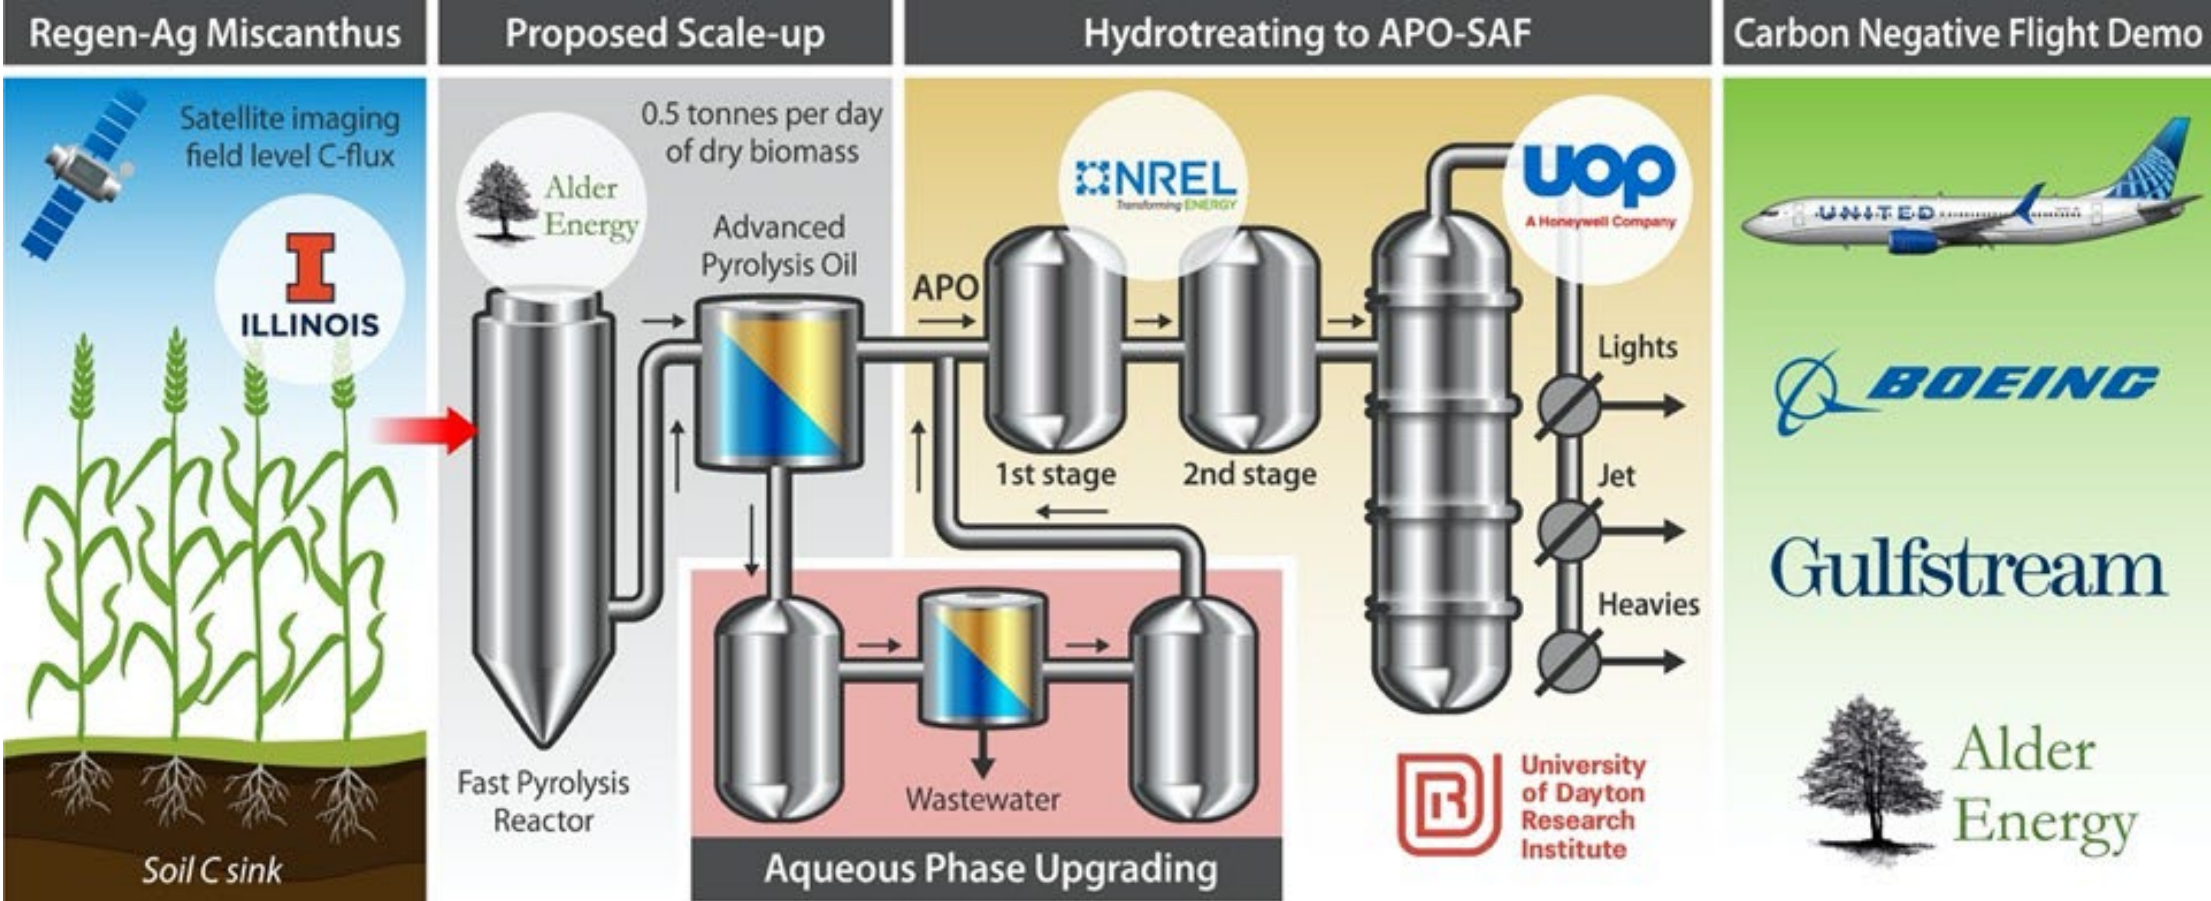 Regen-Ag Miscanthus
Satellite imaging
field level C-flux
I
ILLINOIS
Soil C sink
Proposed Scale-up
0.5 tonnes per day
of dry biomass
Alder
Energy
Advanced
Pyrolysis Oil
Fast Pyrolysis
Reactor
Hydrotreating to APO-SAF
NREL
Transforming ENERGY
uop
A Honeywell Company
APO
1st stage
2nd stage
Lights
Jet
Heavies
Wastewater
Aqueous Phase Upgrading
University
of Dayton
Research
Institute
Carbon Negative Flight Demo
UNITED
BOEING
Gulfstream
Alder
Energy